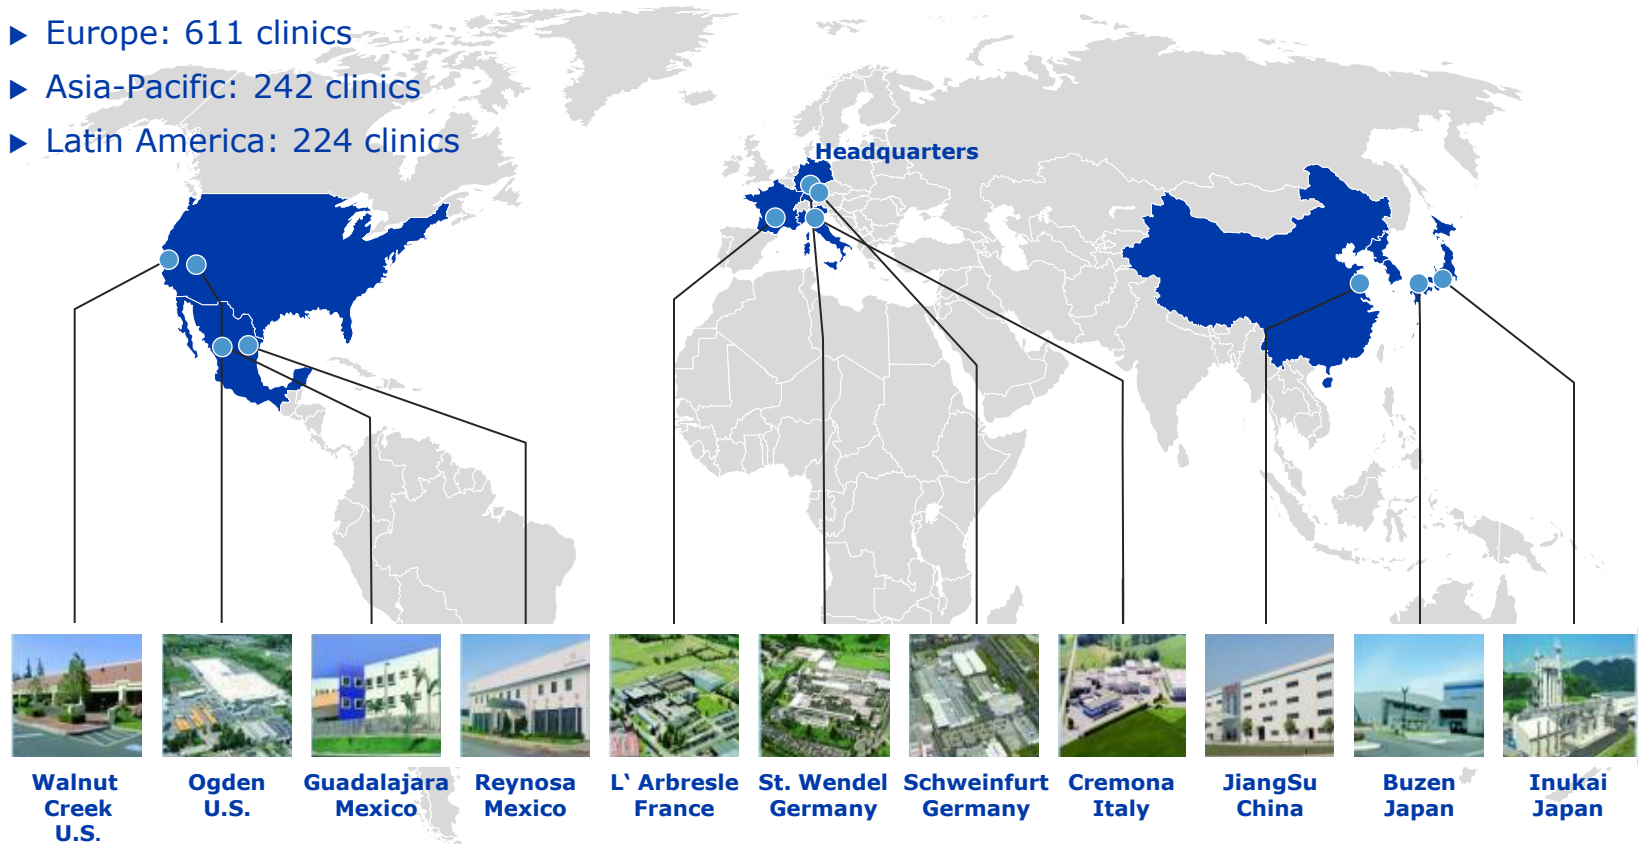 ▶ Europe: 611 clinics
▶ Asia-Pacific: 242 clinics
▶ Latin America: 224 clinics
Headquarters
Walnut
Creek
U.S.
Ogden
U.S.
Guadalajara
Mexico
Reynosa
Mexico
L‘ Arbresle
France
St. Wendel
Germany
Schweinfurt
Germany
Cremona
Italy
JiangSu
China
Buzen
Japan
Inukai
Japan